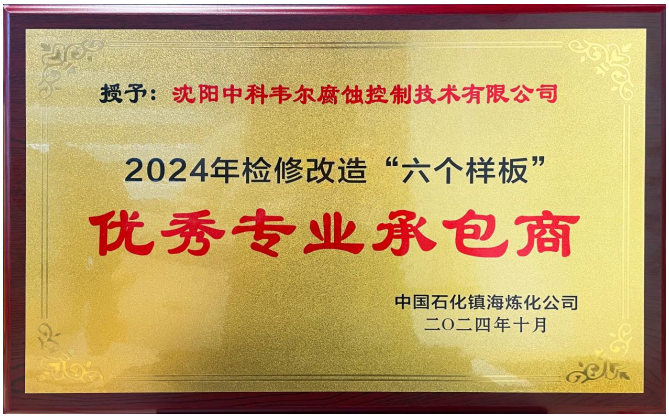 授予：沈阳中科韦尔腐蚀控制技术有限公司
2024年检修改造“六个样板”
优秀专业承包商
中国石化镇海炼化公司
二〇二四年十月